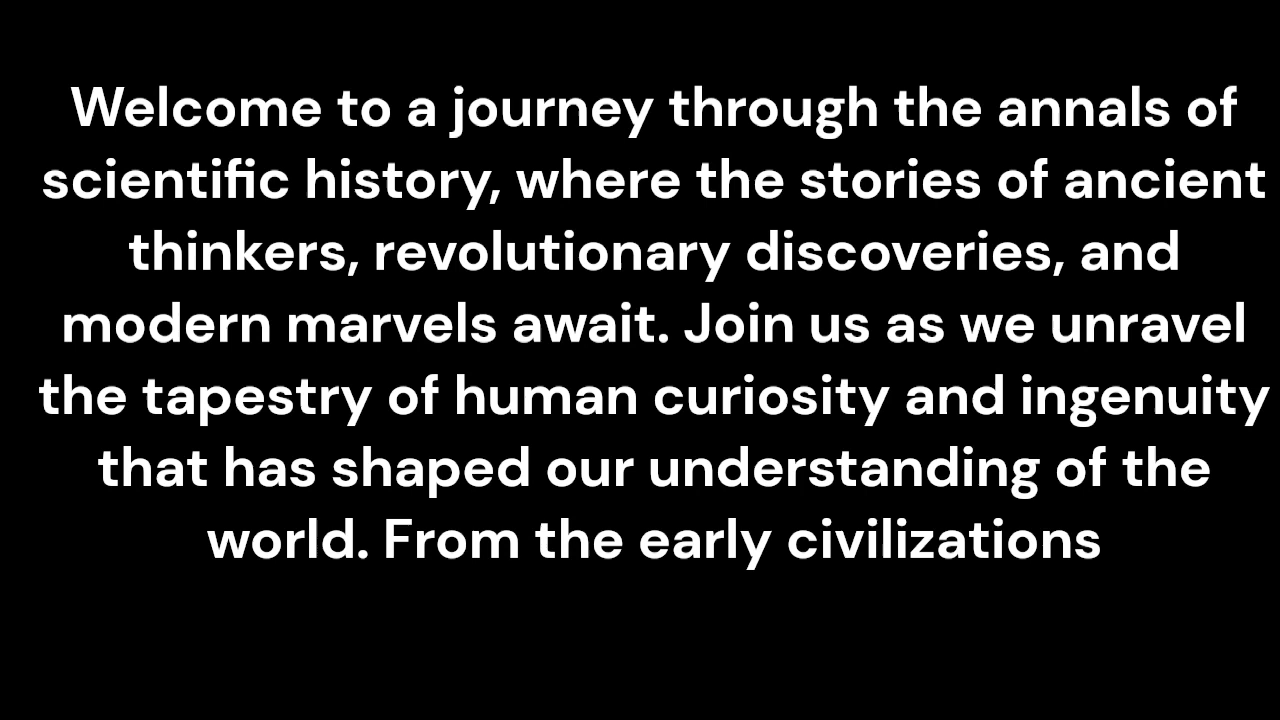 Welcome to a journey through the annals of
scientific history, where the stories of ancient
thinkers, revolutionary discoveries, and
modern marvels await. Join us as we unravel
the tapestry of human curiosity and ingenuity
that has shaped our understanding of the
world. From the early civilizations